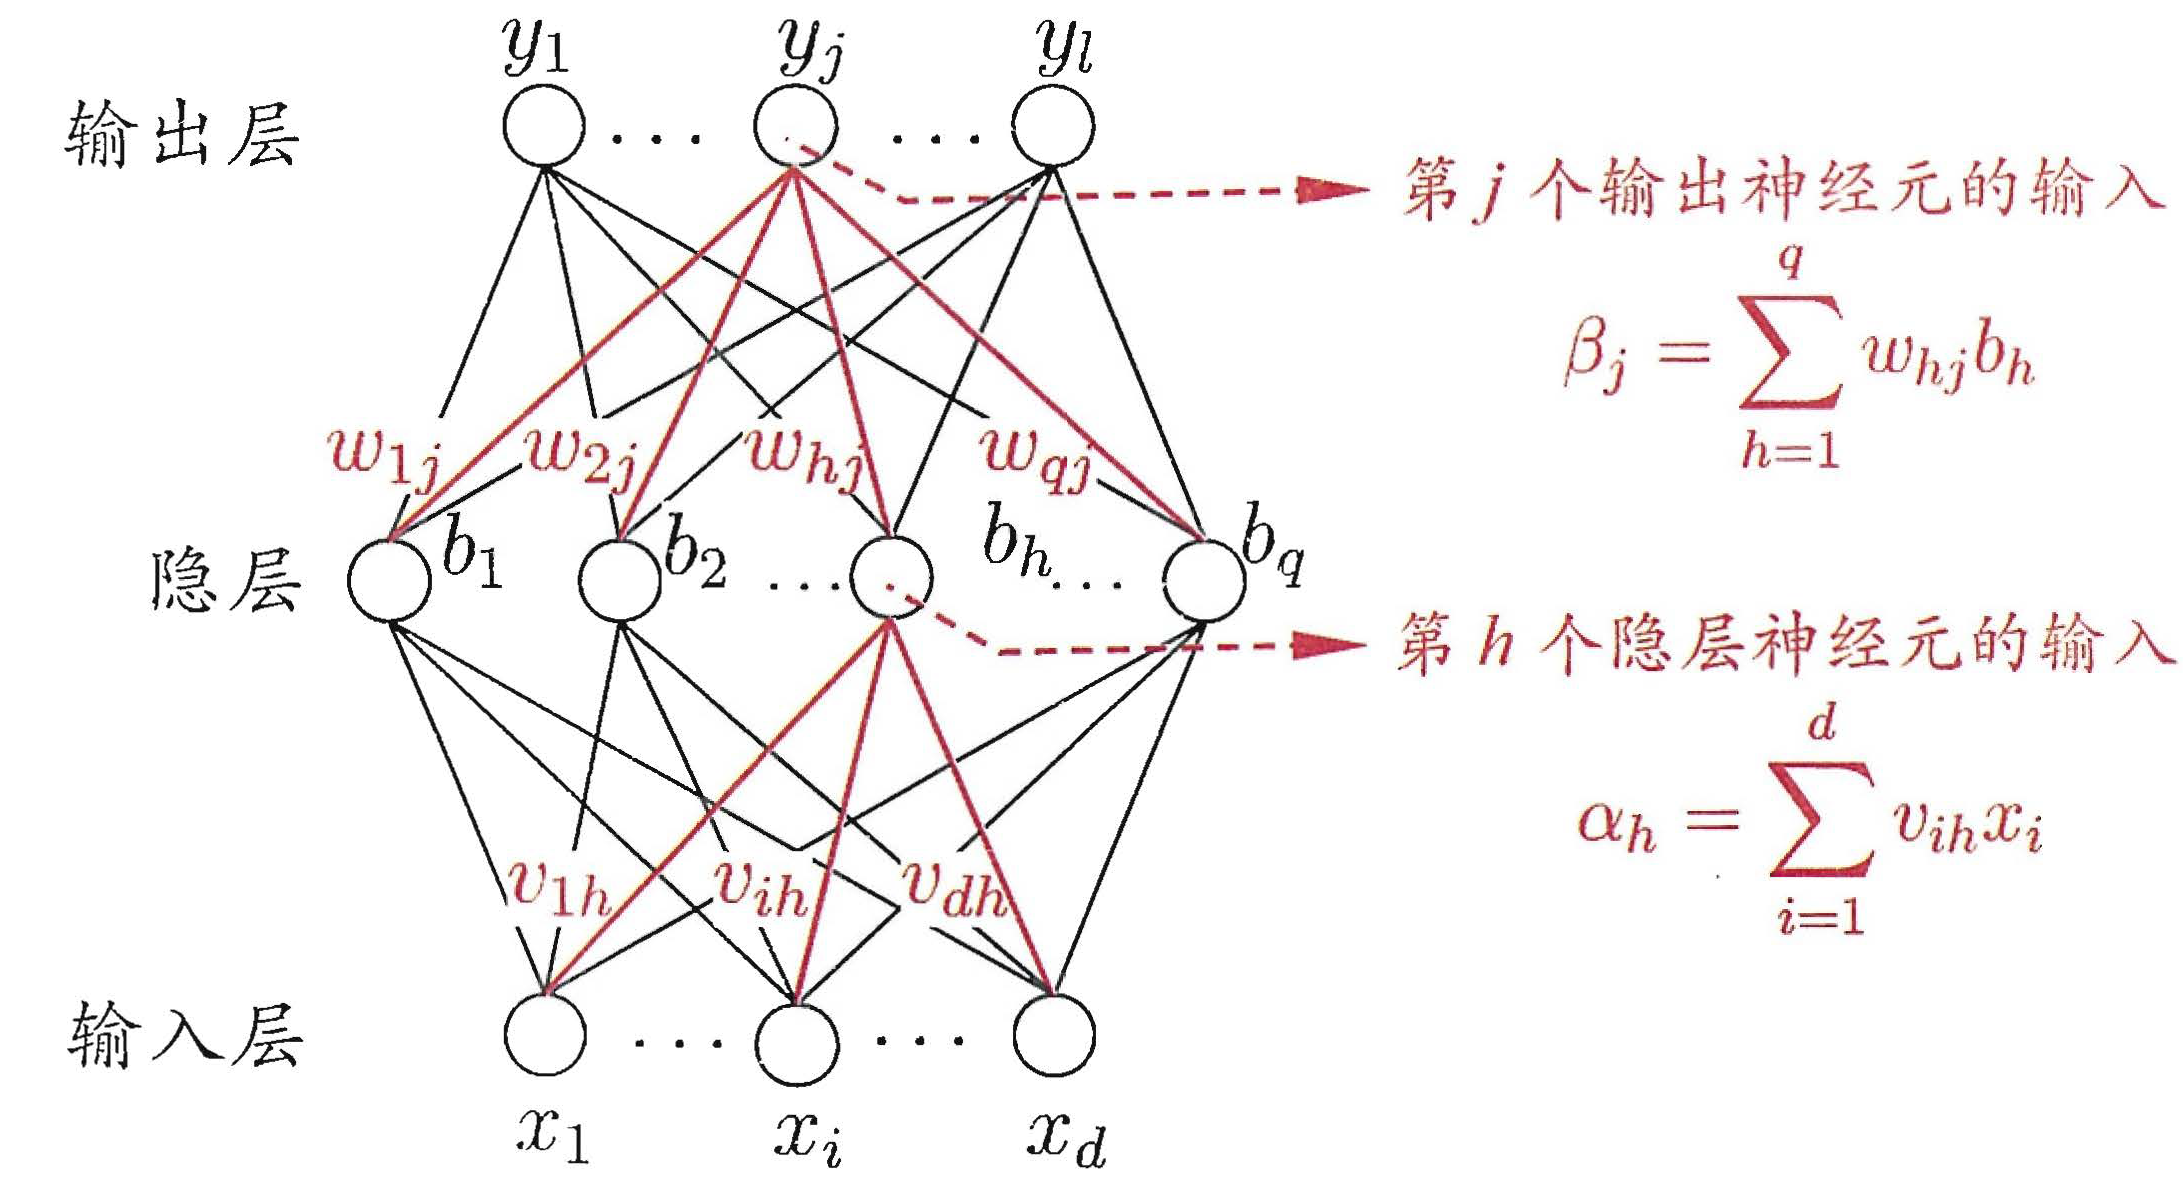 y_1 y_j y_l
输出层 ··· ···
第 j 个输出神经元的输入
β_j = \sum_{h=1}^{q} w_{hj} b_h
w_{1j} w_{2j} w_{hj} w_{qj}
隐层 b_1 b_2 ··· b_h ··· b_q
第 h 个隐层神经元的输入
α_h = \sum_{i=1}^{d} v_{ih} x_i
v_{1h} v_{ih} v_{dh}
输入层 ··· ···
x_1 x_i x_d